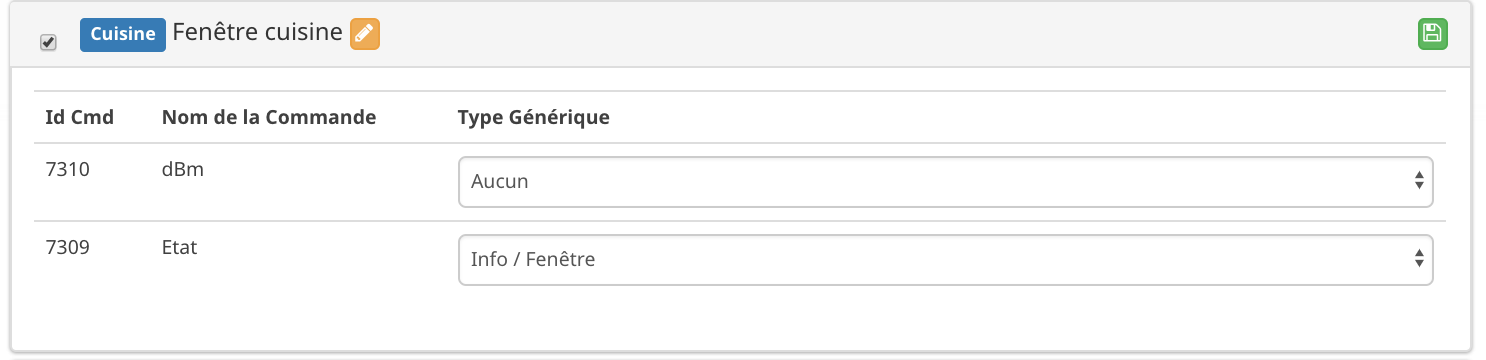 Cuisine Fenêtre cuisine
Id Cmd Nom de la Commande Type Générique
7310 dBm Aucun
7309 Etat Info / Fenêtre